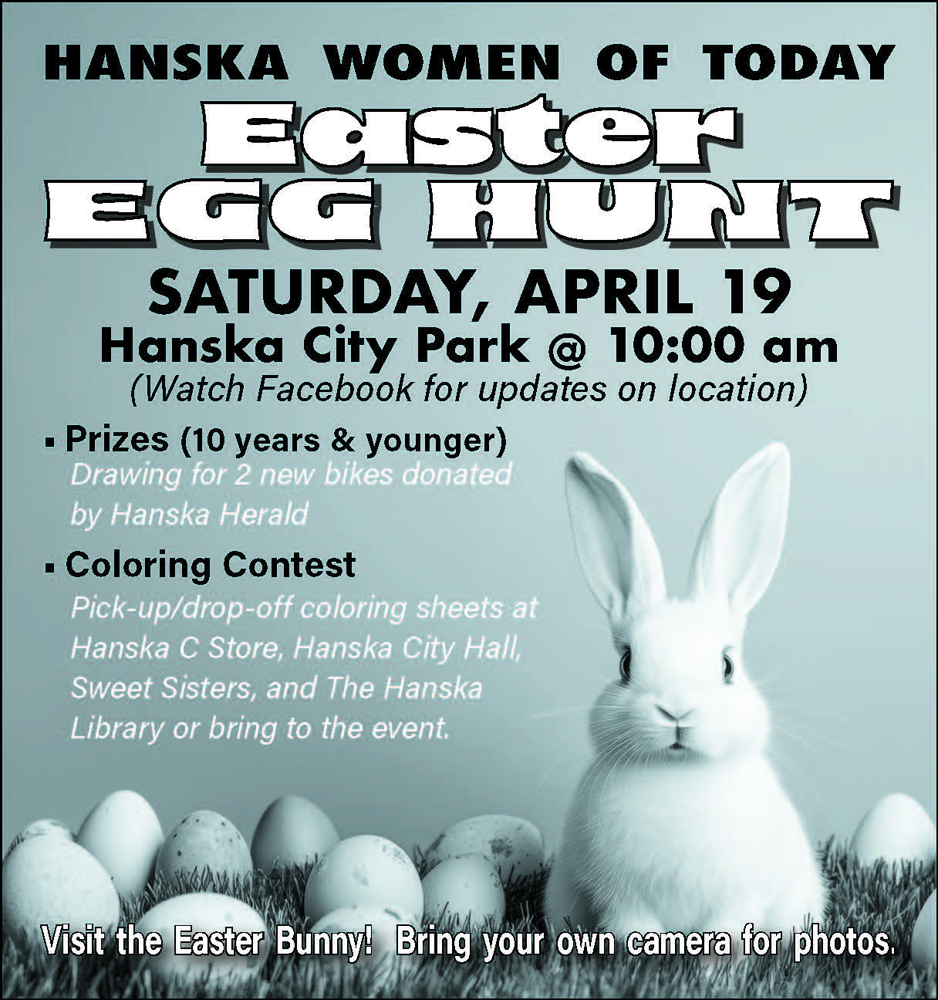 HANSKA WOMEN OF TODAY
Easter
EGG HUNT
SATURDAY, APRIL 19
Hanska City Park @ 10:00 am
(Watch Facebook for updates on location)
▪ Prizes (10 years & younger)
Drawing for 2 new bikes donated
by Hanska Herald
▪ Coloring Contest
Pick-up/drop-off coloring sheets at
Hanska C Store, Hanska City Hall,
Sweet Sisters, and The Hanska
Library or bring to the event.
Visit the Easter Bunny! Bring your own camera for photos.